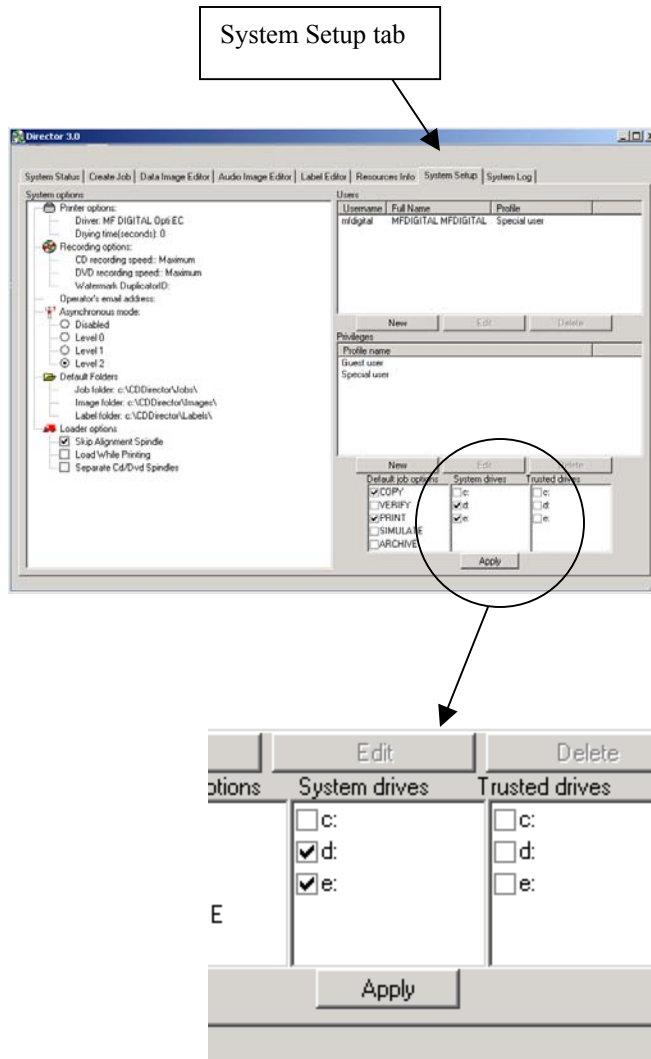 System Setup tab
Director 3.0
System Status Create Job Data Image Editor Audio Image Editor Label Editor Resources Info System Setup System Log
System options
Printer options:
Driver: MF DIGITAL Opti EC
Drying time(seconds): 0
Recording options:
CD recording speed:: Maximum
DVD recording speed:: Maximum
Watermark DuplicatorID:
Operator's email address:
Asynchronous mode:
Disabled
Level 0
Level 1
Level 2
Default Folders
Job folder: c:\CDDirector\Jobs\
Image folder: c:\CDDirector\Images\
Label folder: c:\CDDirector\Labels\
Loader options
Skip Alignment Spindle
Load While Printing
Separate Cd/Dvd Spindles
Users
Username Full Name Profile
mfdigital MFDIGITAL MFDIGITAL Special user
New Edit Delete
Privileges
Profile name
Guest user
Special user
New Edit Delete
Default job options System drives Trusted drives
COPY c: c:
VERIFY d: d:
PRINT e: e:
SIMULATE
ARCHIVE
Apply
Edit Delete
ptions System drives Trusted drives
c: c:
d: d:
e: e:
E
Apply